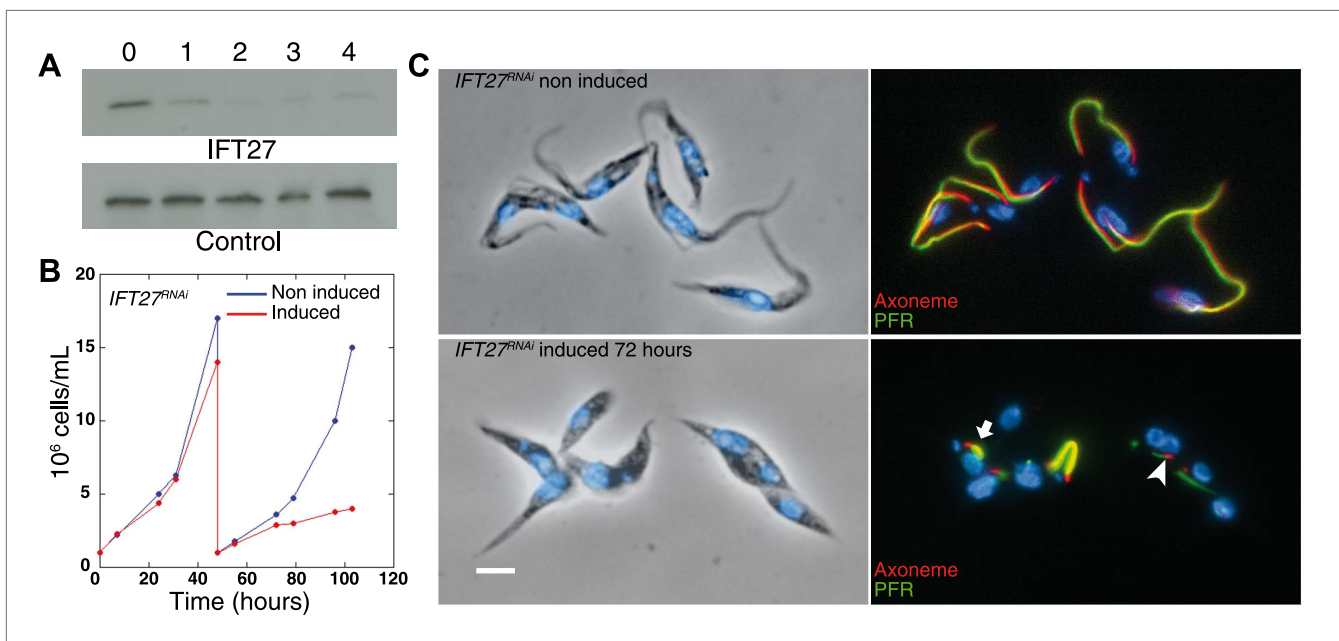 A
0 1 2 3 4
IFT27
Control
B
20
15
10
5
0
10⁶ cells/mL
IFT27ᴿᴺᴬⁱ
Non induced
Induced
0 20 40 60 80 100 120
Time (hours)
C
IFT27ᴿᴺᴬⁱ non induced
Axoneme
PFR
IFT27ᴿᴺᴬⁱ induced 72 hours
Axoneme
PFR